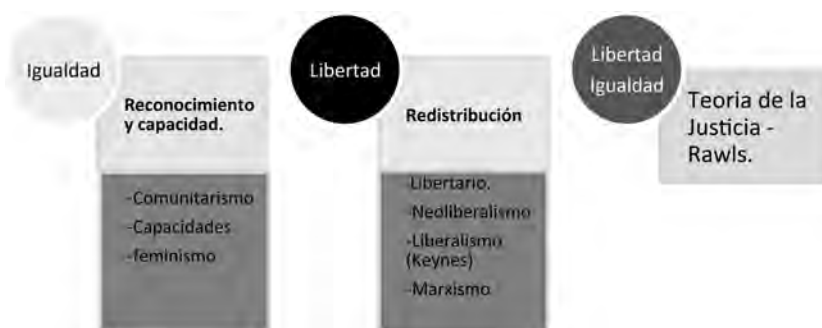 Igualdad
Reconocimiento
y capacidad.
-Comunitarismo
-Capacidades
-feminismo
Libertad
Redistribución
-Libertario.
-Neoliberalismo
-Liberalismo
(Keynes)
-Marxismo
Libertad
Igualdad
Teoria de la
Justicia -
Rawls.